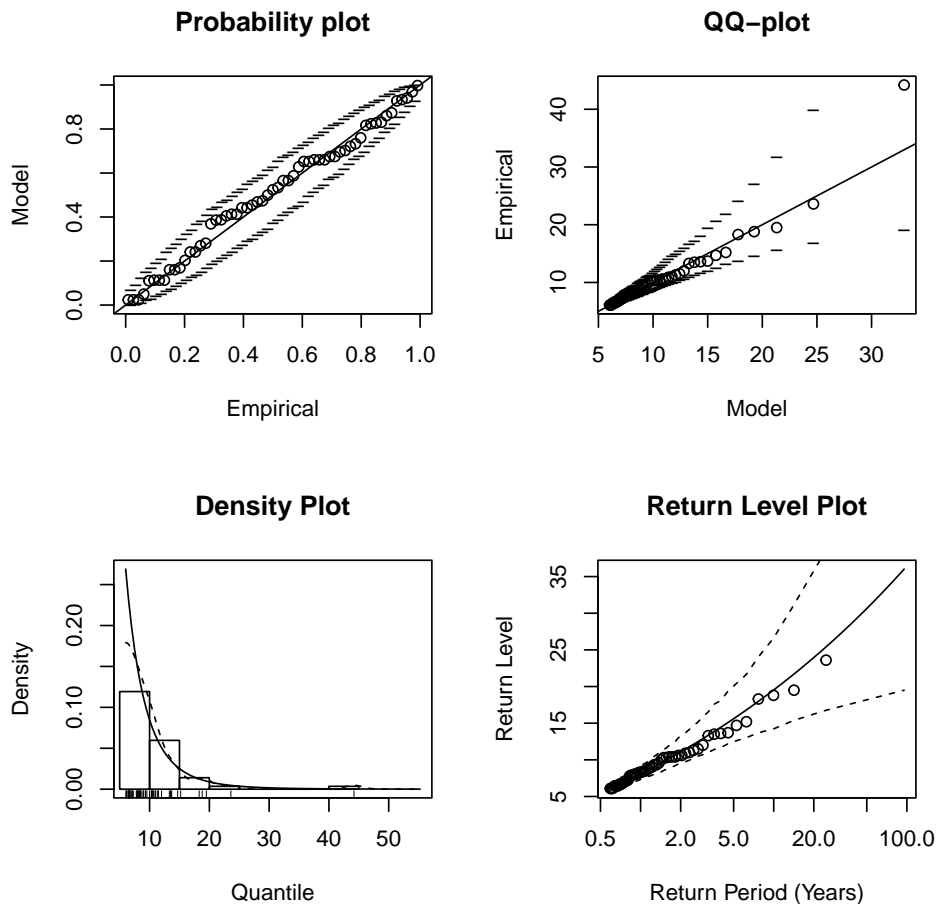 Probability plot
Model
0.0 0.4 0.8
0.0 0.2 0.4 0.6 0.8 1.0
Empirical
QQ−plot
Empirical
10 20 30 40
5 10 15 20 25 30
Model
Density Plot
Density
0.00 0.10 0.20
10 20 30 40 50
Quantile
Return Level Plot
Return Level
5 15 25 35
0.5 2.0 5.0 20.0 100.0
Return Period (Years)